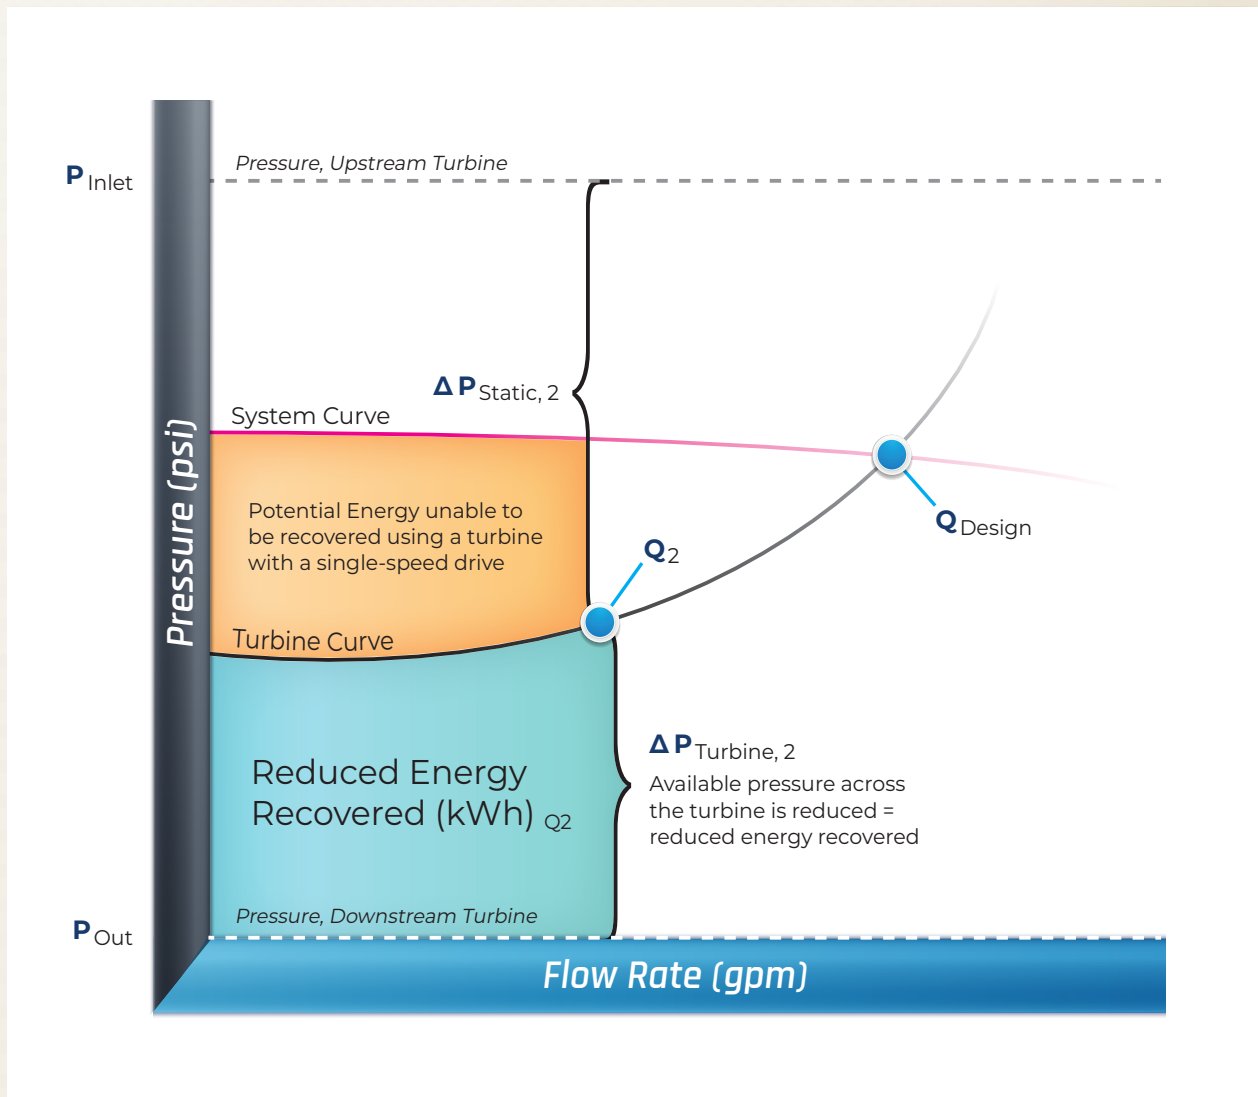 Pressure, Upstream Turbine
P Inlet
Δ P Static, 2
System Curve
Pressure (psi)
Potential Energy unable to
be recovered using a turbine
with a single-speed drive
Q Design
Q2
Turbine Curve
Δ P Turbine, 2
Available pressure across
the turbine is reduced =
reduced energy recovered
Reduced Energy
Recovered (kWh) Q2
Pressure, Downstream Turbine
P Out
Flow Rate (gpm)